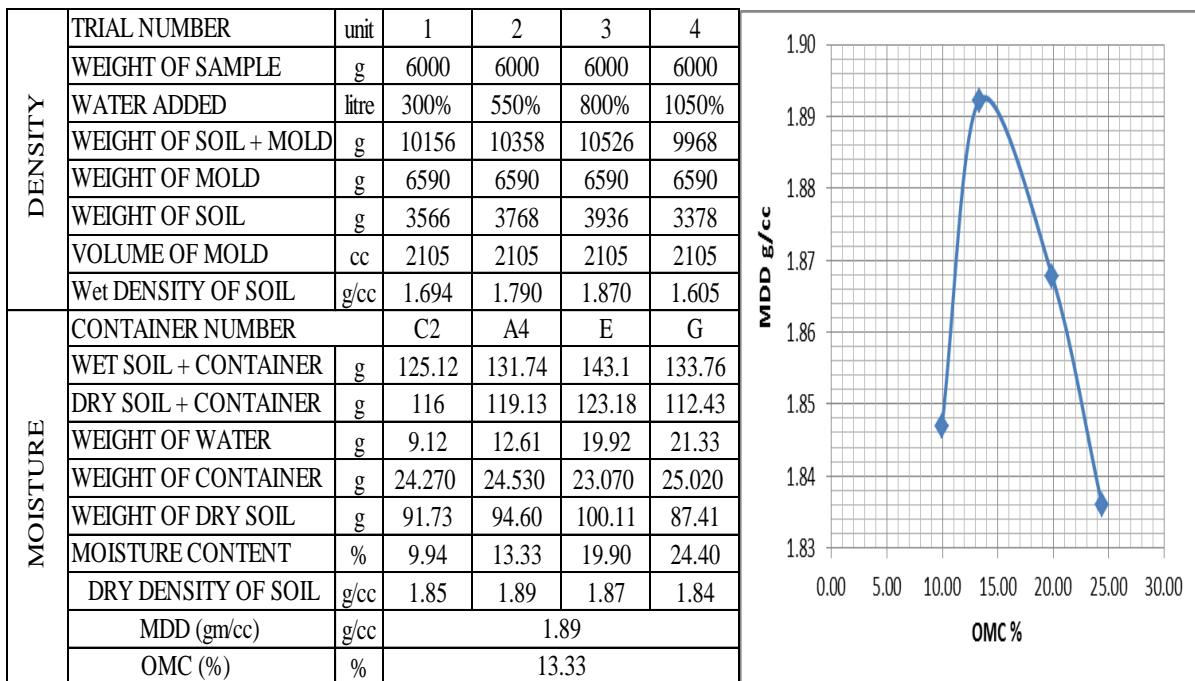 TRIAL NUMBER unit 1 2 3 4
WEIGHT OF SAMPLE g 6000 6000 6000 6000
WATER ADDED litre 300% 550% 800% 1050%
WEIGHT OF SOIL + MOLD g 10156 10358 10526 9968
WEIGHT OF MOLD g 6590 6590 6590 6590
WEIGHT OF SOIL g 3566 3768 3936 3378
VOLUME OF MOLD cc 2105 2105 2105 2105
Wet DENSITY OF SOIL g/cc 1.694 1.790 1.870 1.605
DENSITY
CONTAINER NUMBER C2 A4 E G
WET SOIL + CONTAINER g 125.12 131.74 143.1 133.76
DRY SOIL + CONTAINER g 116 119.13 123.18 112.43
WEIGHT OF WATER g 9.12 12.61 19.92 21.33
WEIGHT OF CONTAINER g 24.270 24.530 23.070 25.020
WEIGHT OF DRY SOIL g 91.73 94.60 100.11 87.41
MOISTURE CONTENT % 9.94 13.33 19.90 24.40
DRY DENSITY OF SOIL g/cc 1.85 1.89 1.87 1.84
MDD (gm/cc) g/cc 1.89
OMC (%) % 13.33
MOISTURE
MDD g/cc
1.90
1.89
1.88
1.87
1.86
1.85
1.84
1.83
0.00 5.00 10.00 15.00 20.00 25.00 30.00
OMC %